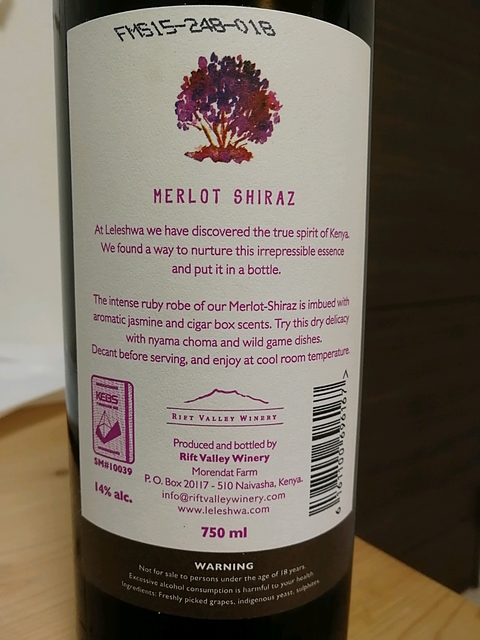 FMS15-248-018
MERLOT SHIRAZ
At Leleshwa we have discovered the true spirit of Kenya.
We found a way to nurture this irrepressible essence
and put it in a bottle.
The intense ruby robe of our Merlot-Shiraz is imbued with
aromatic jasmine and cigar box scents. Try this dry delicacy
with nyama choma and wild game dishes.
Decant before serving, and enjoy at cool room temperature.
KEBS
SM#10039
14% alc.
RIFT VALLEY WINERY
Produced and bottled by
Rift Valley Winery
Morendat Farm
P. O. Box 20117 - 510 Naivasha, Kenya.
info@riftvalleywinery.com
www.leleshwa.com
750 ml
WARNING
Not for sale to persons under the age of 18 years.
Excessive alcohol consumption is harmful to your health.
Ingredients: Freshly picked grapes, indigenous yeast, sulphites.